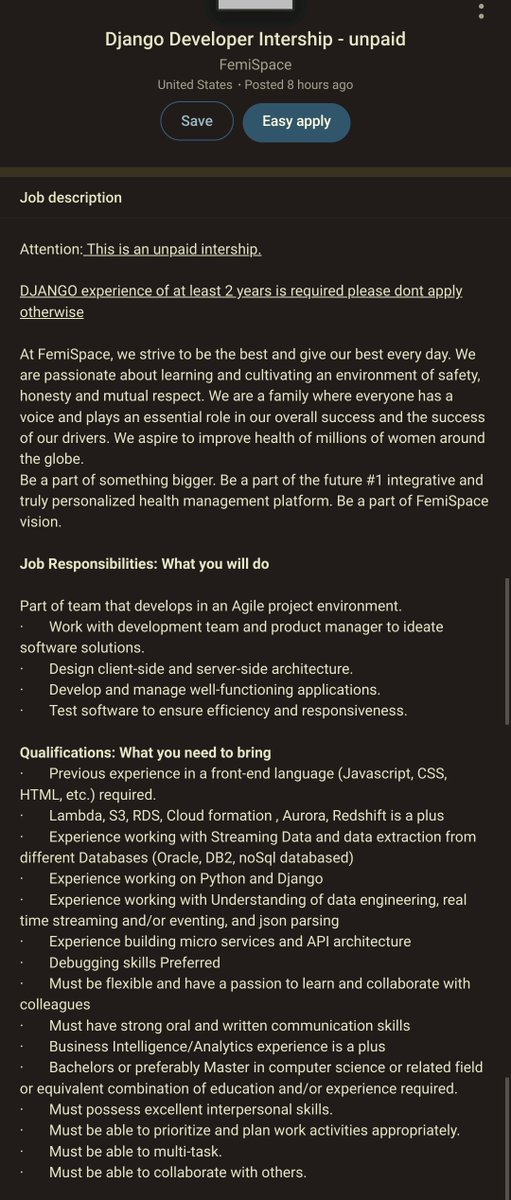 Django Developer Intership - unpaid
FemiSpace
United States · Posted 8 hours ago
Save
Easy apply
Job description
Attention: This is an unpaid intership.
DJANGO experience of at least 2 years is required please dont apply
otherwise
At FemiSpace, we strive to be the best and give our best every day. We
are passionate about learning and cultivating an environment of safety,
honesty and mutual respect. We are a family where everyone has a
voice and plays an essential role in our overall success and the success
of our drivers. We aspire to improve health of millions of women around
the globe.
Be a part of something bigger. Be a part of the future #1 integrative and
truly personalized health management platform. Be a part of FemiSpace
vision.
Job Responsibilities: What you will do
Part of team that develops in an Agile project environment.
· Work with development team and product manager to ideate
software solutions.
· Design client-side and server-side architecture.
· Develop and manage well-functioning applications.
· Test software to ensure efficiency and responsiveness.
Qualifications: What you need to bring
· Previous experience in a front-end language (Javascript, CSS,
HTML, etc.) required.
· Lambda, S3, RDS, Cloud formation , Aurora, Redshift is a plus
· Experience working with Streaming Data and data extraction from
different Databases (Oracle, DB2, noSql databased)
· Experience working on Python and Django
· Experience working with Understanding of data engineering, real
time streaming and/or eventing, and json parsing
· Experience building micro services and API architecture
· Debugging skills Preferred
· Must be flexible and have a passion to learn and collaborate with
colleagues
· Must have strong oral and written communication skills
· Business Intelligence/Analytics experience is a plus
· Bachelors or preferably Master in computer science or related field
or equivalent combination of education and/or experience required.
· Must possess excellent interpersonal skills.
· Must be able to prioritize and plan work activities appropriately.
· Must be able to multi-task.
· Must be able to collaborate with others.